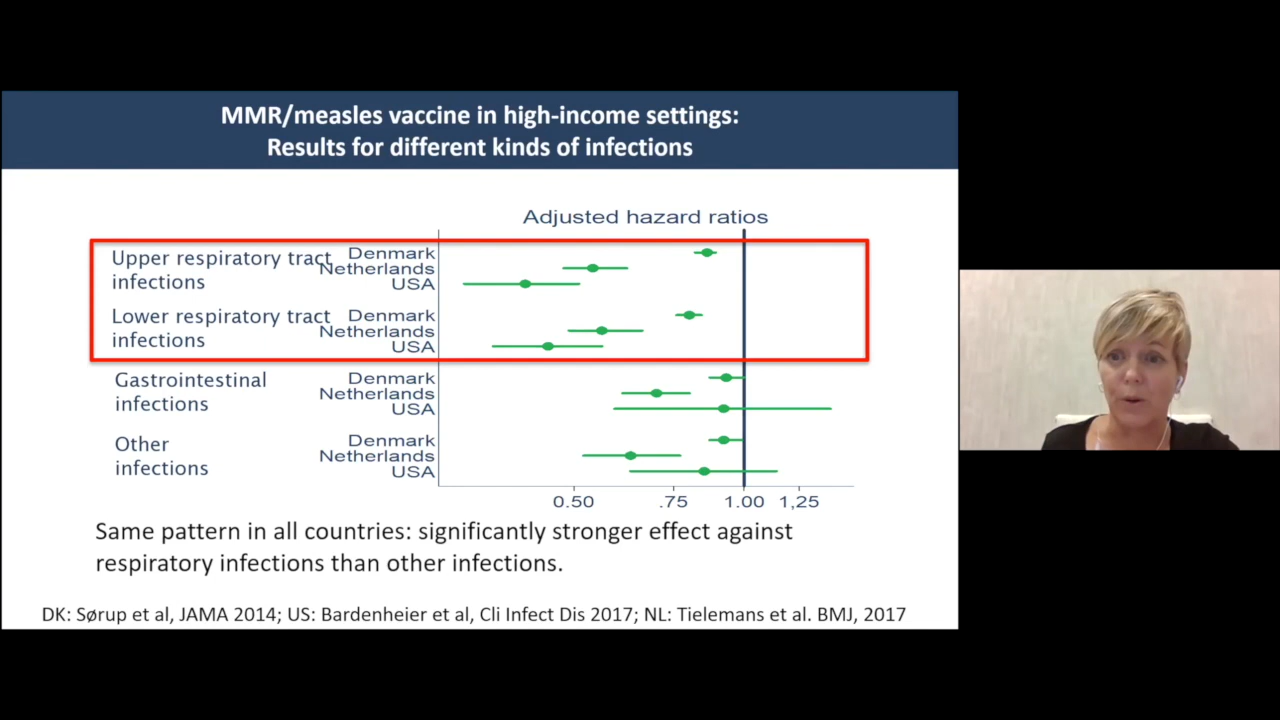 MMR/measles vaccine in high-income settings:
Results for different kinds of infections
Adjusted hazard ratios
Upper respiratory tract
infections
Denmark
Netherlands
USA
Lower respiratory tract
infections
Denmark
Netherlands
USA
Gastrointestinal
infections
Denmark
Netherlands
USA
Other
infections
Denmark
Netherlands
USA
0.50 .75 1.00 1,25
Same pattern in all countries: significantly stronger effect against
respiratory infections than other infections.
DK: Sørup et al, JAMA 2014; US: Bardenheier et al, Cli Infect Dis 2017; NL: Tielemans et al. BMJ, 2017